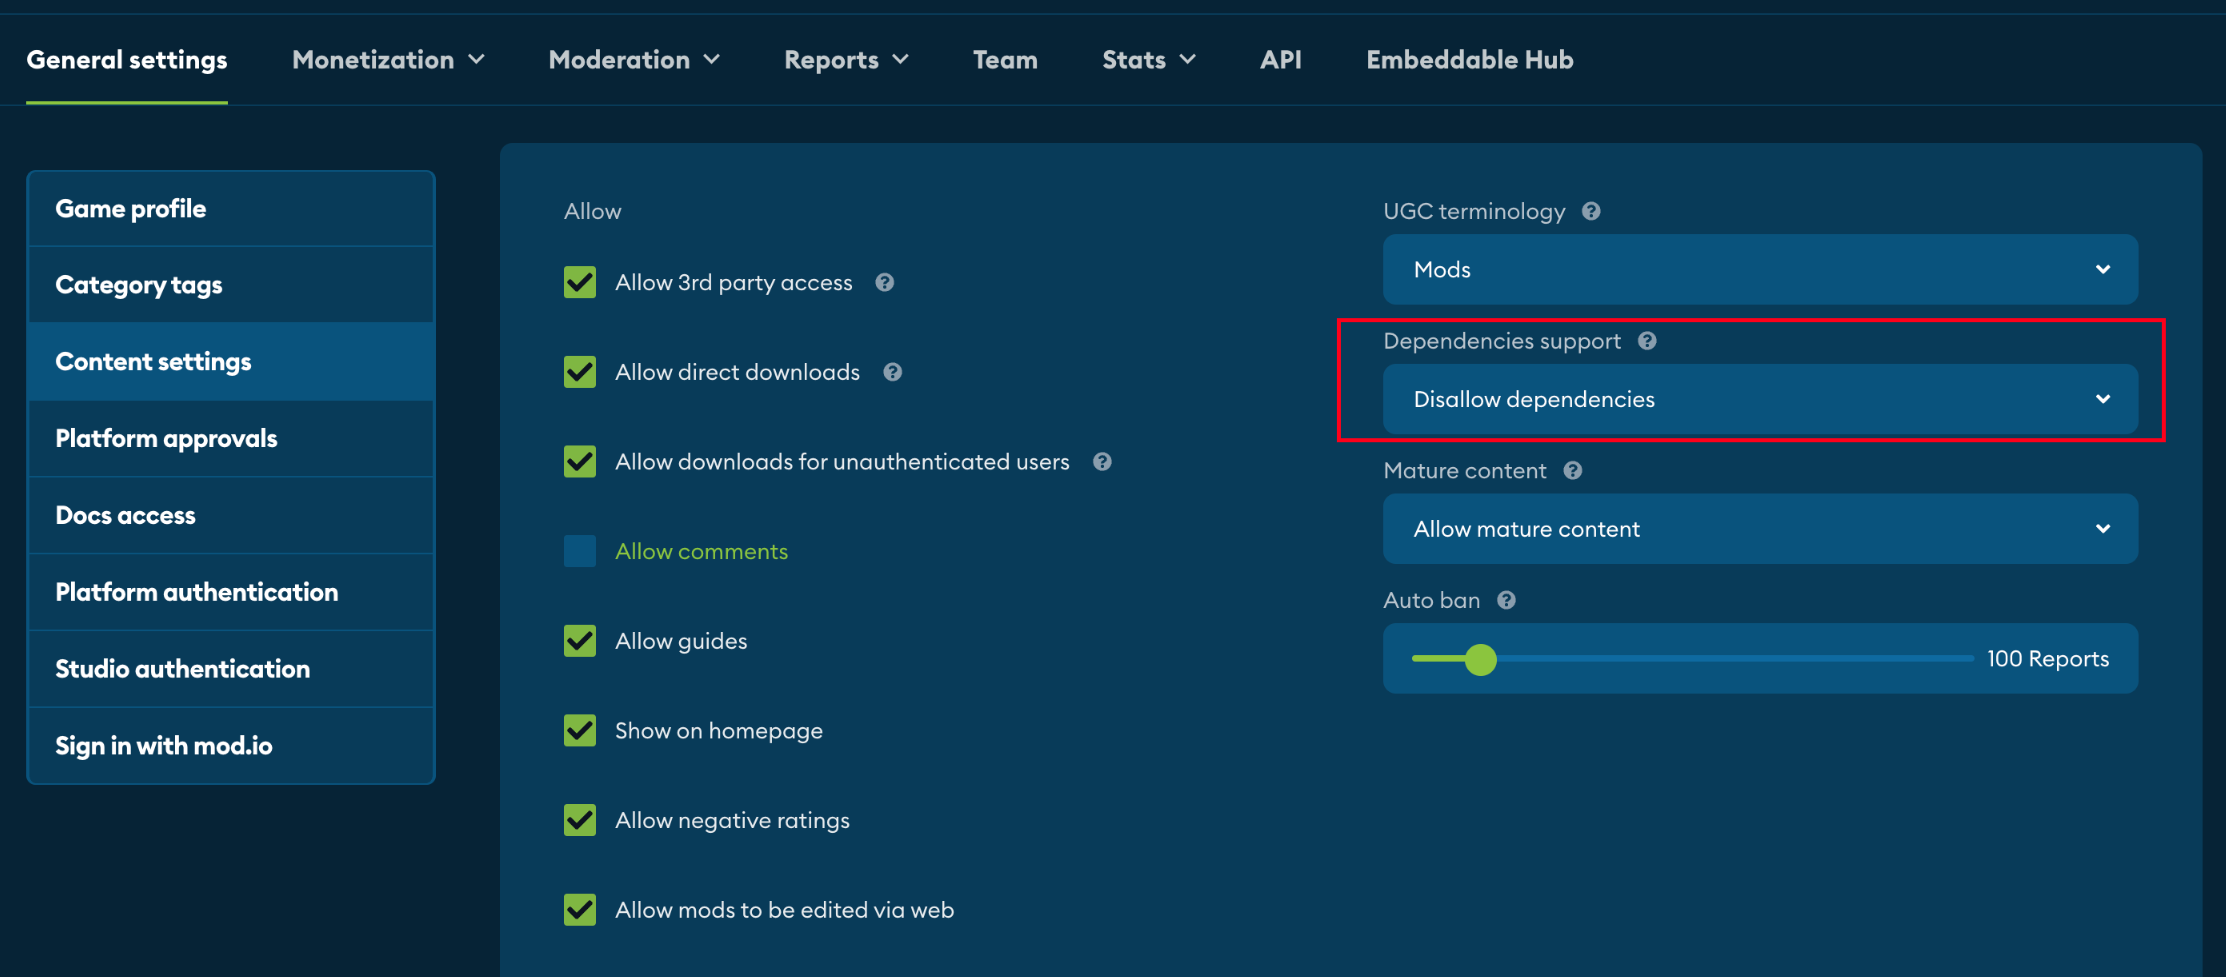 General settings
Monetization
Moderation
Reports
Team
Stats
API
Embeddable Hub
Game profile
Category tags
Content settings
Platform approvals
Docs access
Platform authentication
Studio authentication
Sign in with mod.io
Allow
Allow 3rd party access
Allow direct downloads
Allow downloads for unauthenticated users
Allow comments
Allow guides
Show on homepage
Allow negative ratings
Allow mods to be edited via web
UGC terminology
Mods
Dependencies support
Disallow dependencies
Mature content
Allow mature content
Auto ban
100 Reports